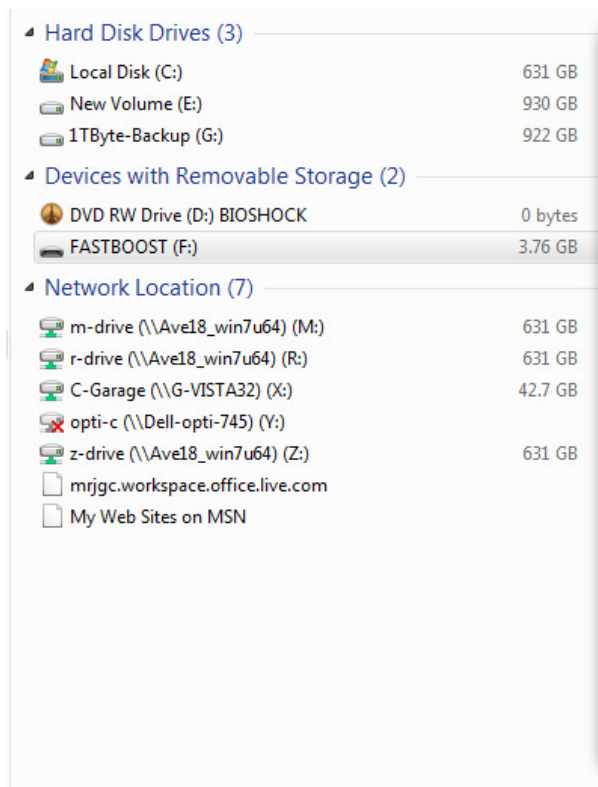 Hard Disk Drives (3)
Local Disk (C:) 631 GB
New Volume (E:) 930 GB
1TByte-Backup (G:) 922 GB
Devices with Removable Storage (2)
DVD RW Drive (D:) BIOSHOCK 0 bytes
FASTBOOST (F:) 3.76 GB
Network Location (7)
m-drive (\\Ave18_win7u64) (M:) 631 GB
r-drive (\\Ave18_win7u64) (R:) 631 GB
C-Garage (\\G-VISTA32) (X:) 42.7 GB
opti-c (\\Dell-opti-745) (Y:)
z-drive (\\Ave18_win7u64) (Z:) 631 GB
mrjgc.workspace.office.live.com
My Web Sites on MSN